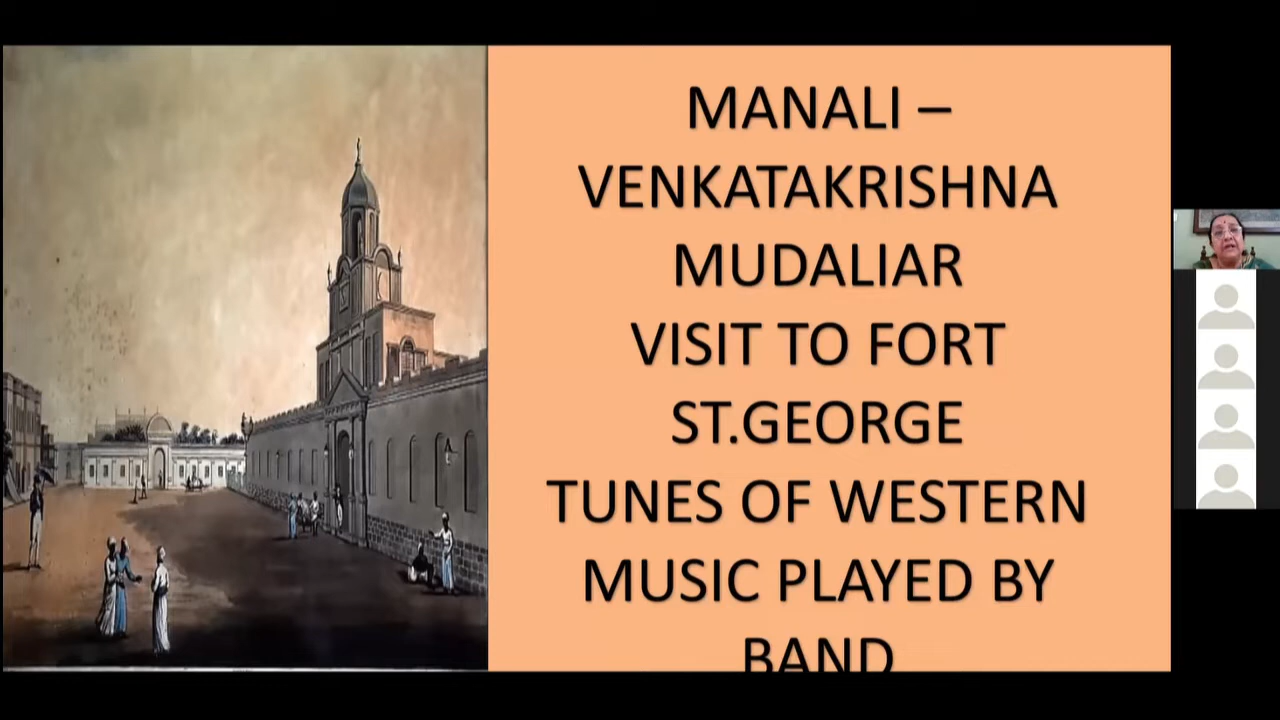 MANALI –
VENKATAKRISHNA
MUDALIAR
VISIT TO FORT
ST.GEORGE
TUNES OF WESTERN
MUSIC PLAYED BY
BAND